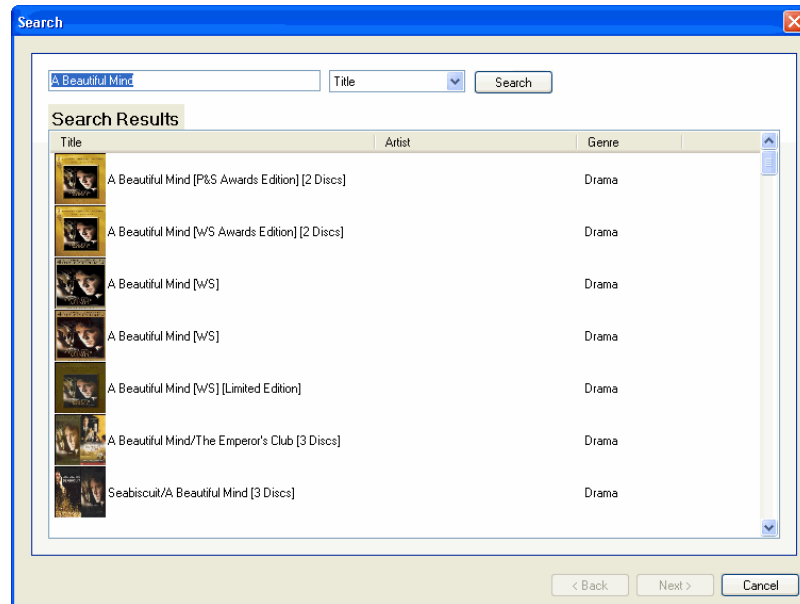 Search
A Beautiful Mind Title Search
Search Results
Title Artist Genre
A Beautiful Mind [P&S Awards Edition] [2 Discs] Drama
A Beautiful Mind [WS Awards Edition] [2 Discs] Drama
A Beautiful Mind [WS] Drama
A Beautiful Mind [WS] Drama
A Beautiful Mind [WS] [Limited Edition] Drama
A Beautiful Mind/The Emperor's Club [3 Discs] Drama
Seabiscuit/A Beautiful Mind [3 Discs] Drama
< Back Next > Cancel